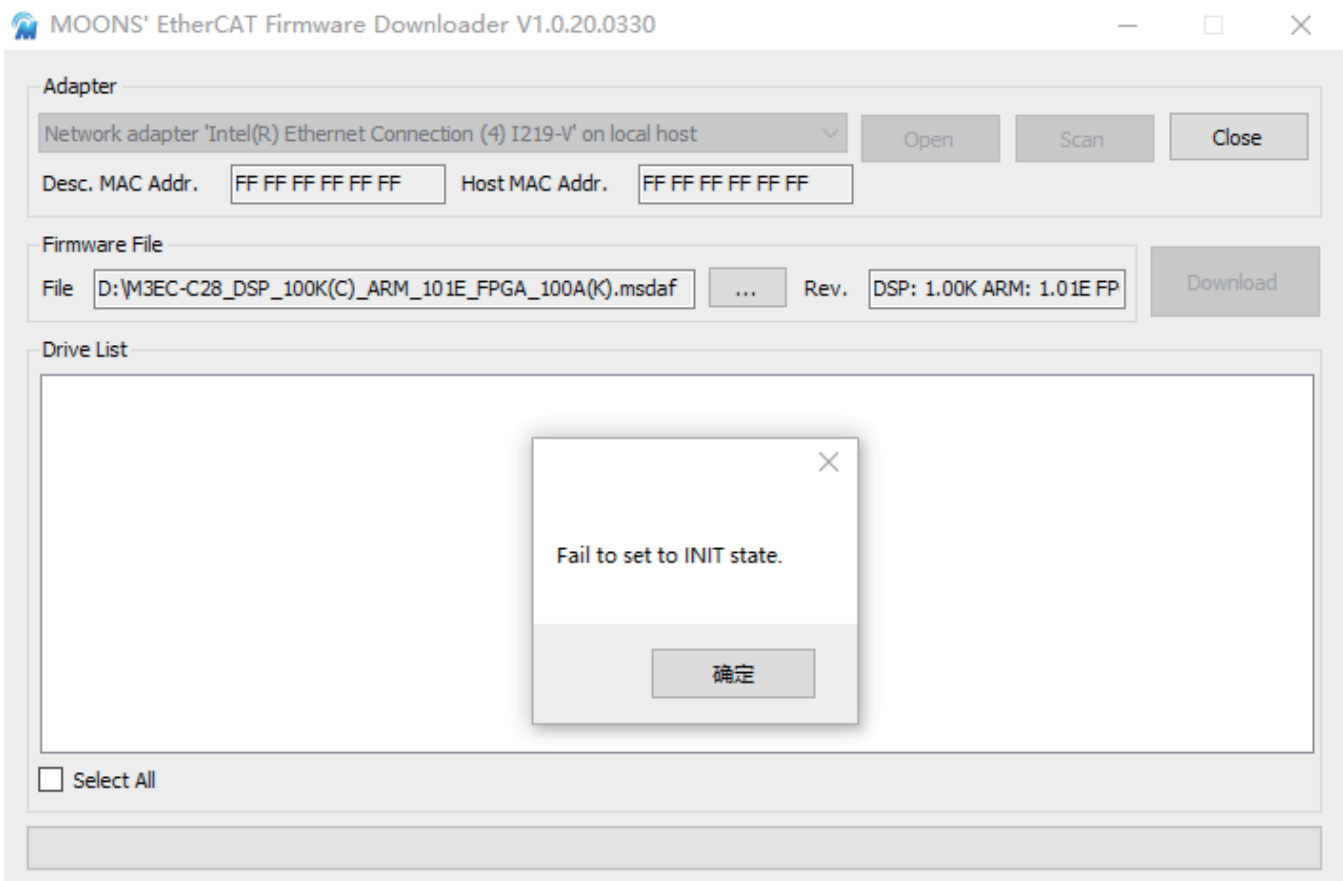 MOONS' EtherCAT Firmware Downloader V1.0.20.0330
Adapter
Network adapter 'Intel(R) Ethernet Connection (4) I219-V' on local host
Open
Scan
Close
Desc. MAC Addr.
FF FF FF FF FF FF
Host MAC Addr.
FF FF FF FF FF FF
Firmware File
File
D:\M3EC-C28_DSP_100K(C)_ARM_101E_FPGA_100A(K).msdaf
...
Rev.
DSP: 1.00K ARM: 1.01E FP
Download
Drive List
Fail to set to INIT state.
确定
Select All